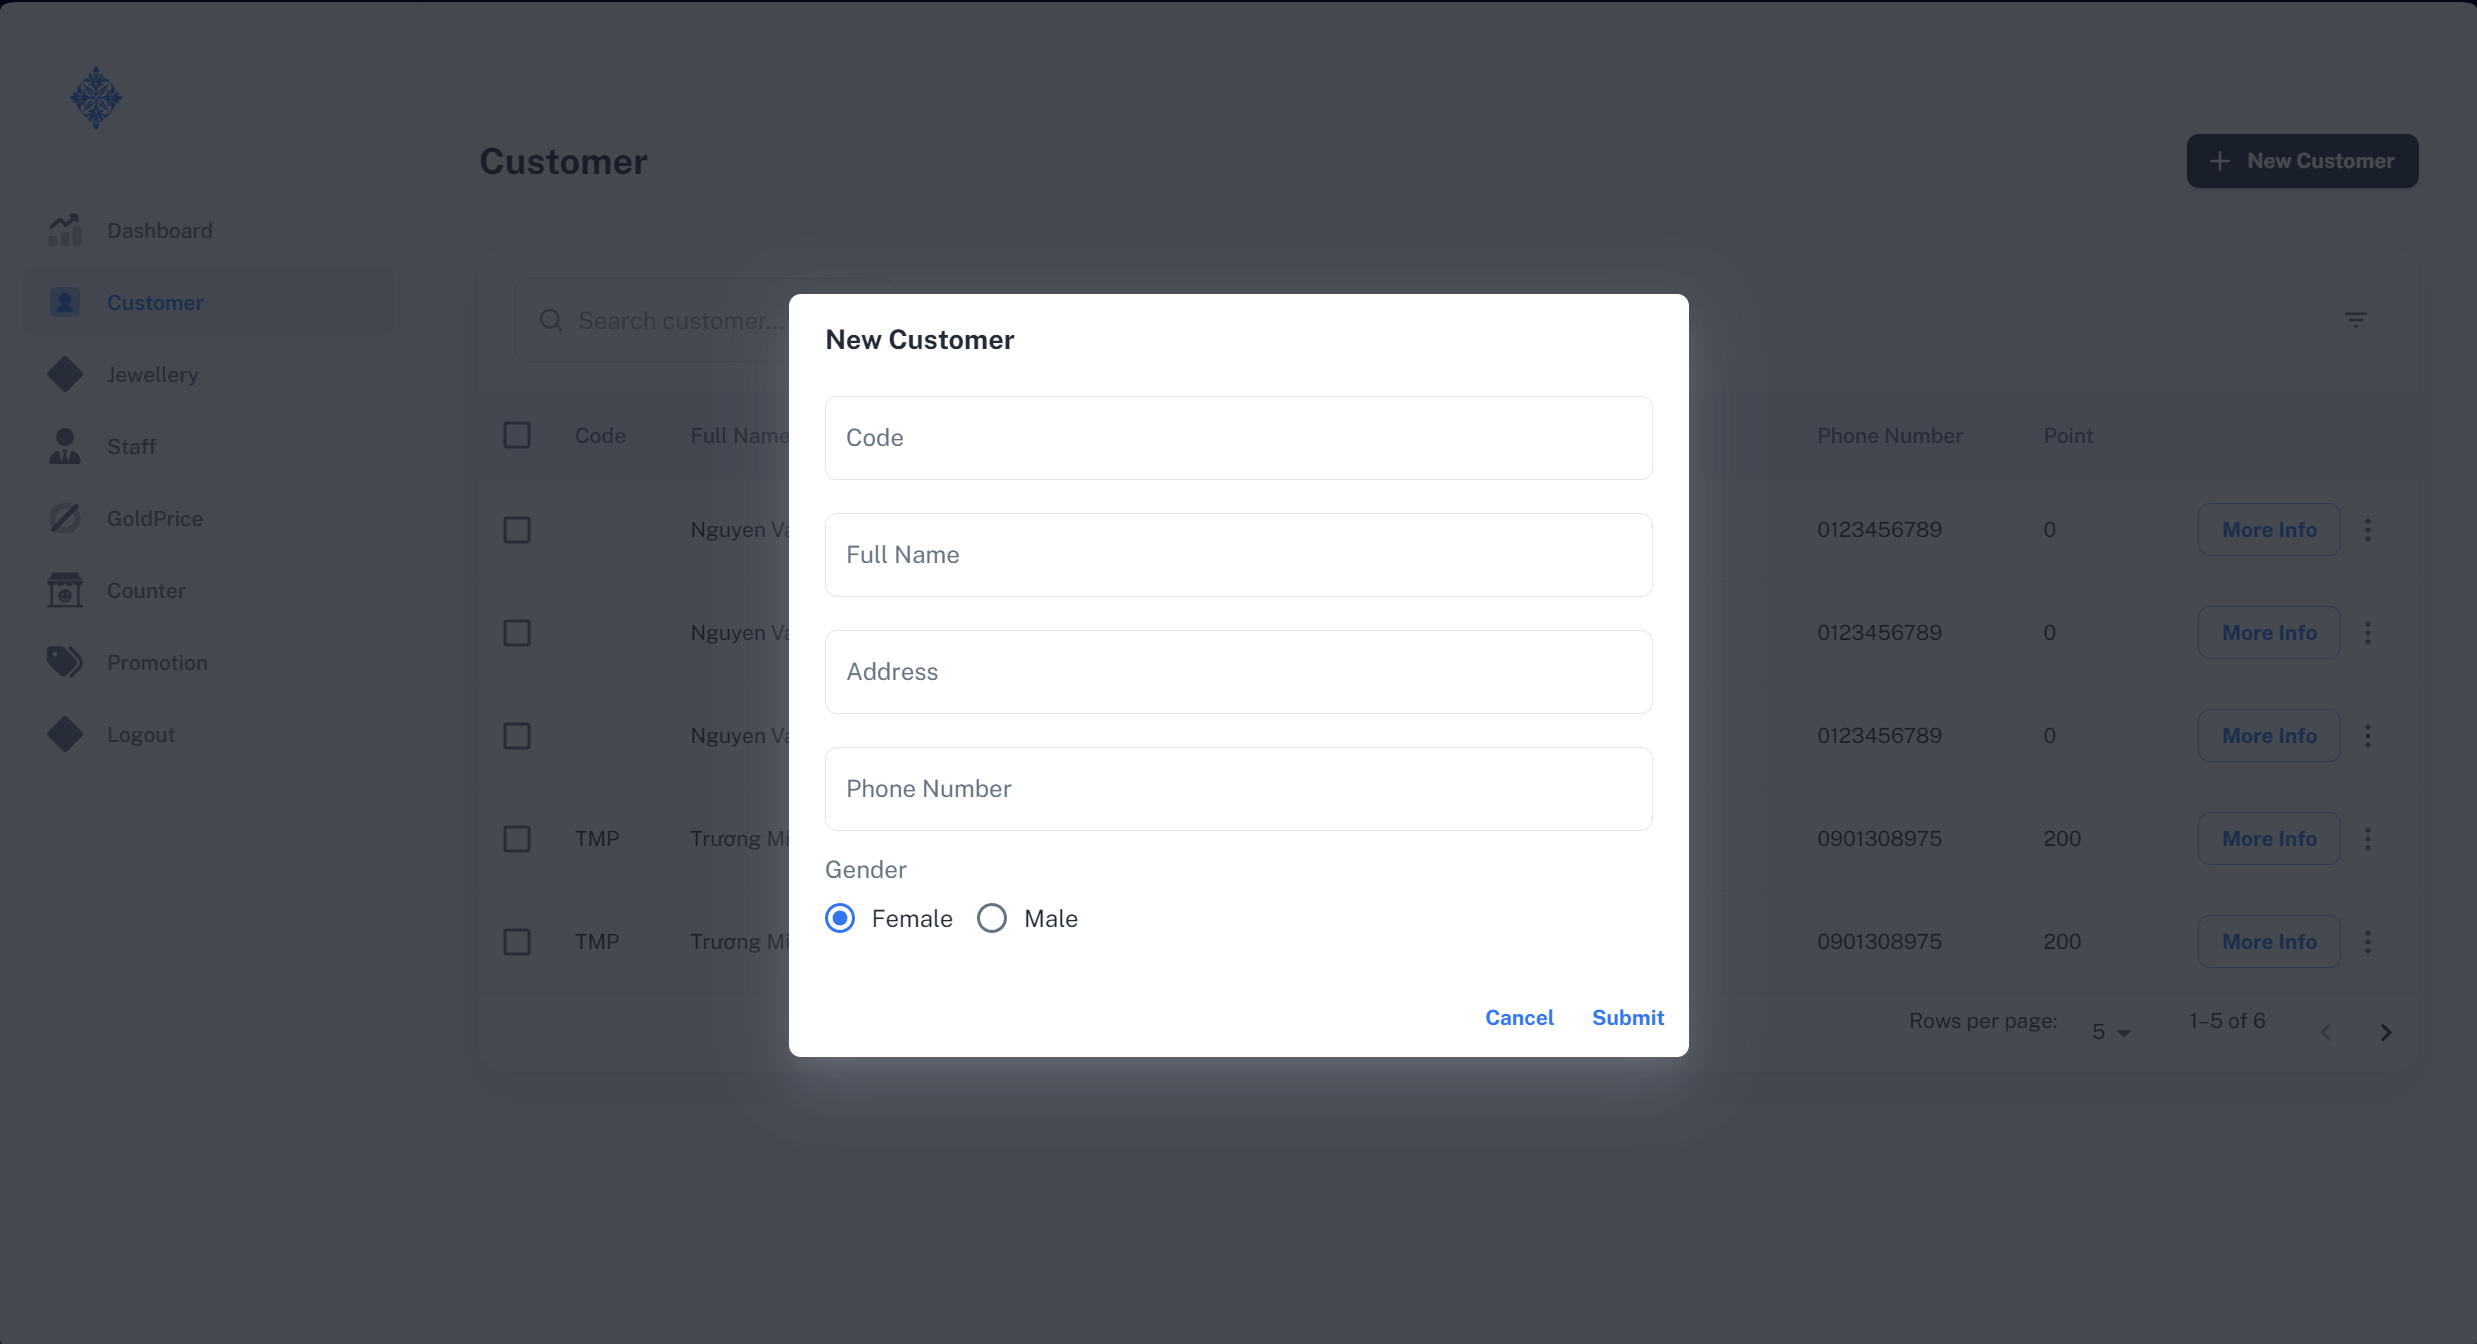 Customer
New Customer
Dashboard
Customer
Jewellery
Staff
GoldPrice
Counter
Promotion
Logout
Search customer...
Code Full Name Phone Number Point
Nguyen 0123456789 0 More Info
Nguyen 0123456789 0 More Info
Nguyen 0123456789 0 More Info
TMP Trương 0901308975 200 More Info
TMP Trương 0901308975 200 More Info
Rows per page: 5 1–5 of 6
New Customer
Code
Full Name
Address
Phone Number
Gender
Female Male
Cancel Submit